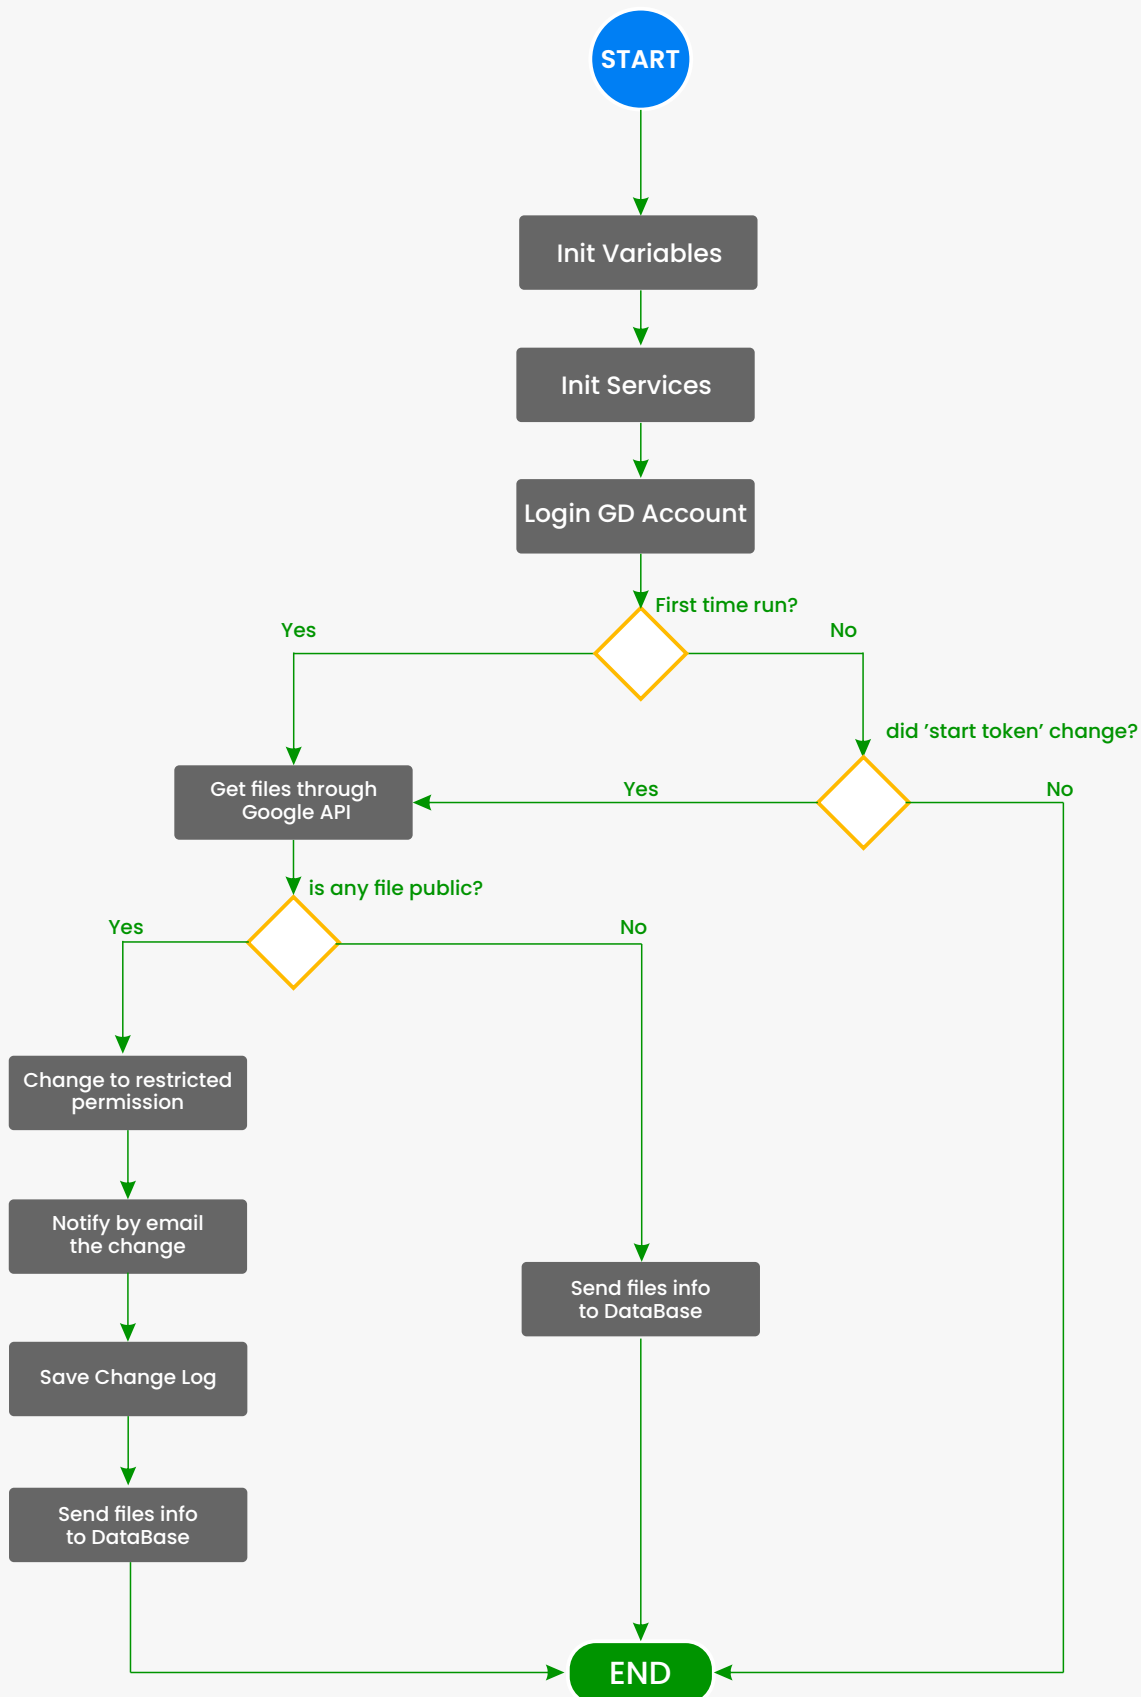 START
Init Variables
Init Services
Login GD Account
First time run?
Yes
No
did ’start token’ change?
Get files through
Google API
Yes
No
is any file public?
Yes
No
Change to restricted
permission
Notify by email
the change
Send files info
to DataBase
Save Change Log
Send files info
to DataBase
END